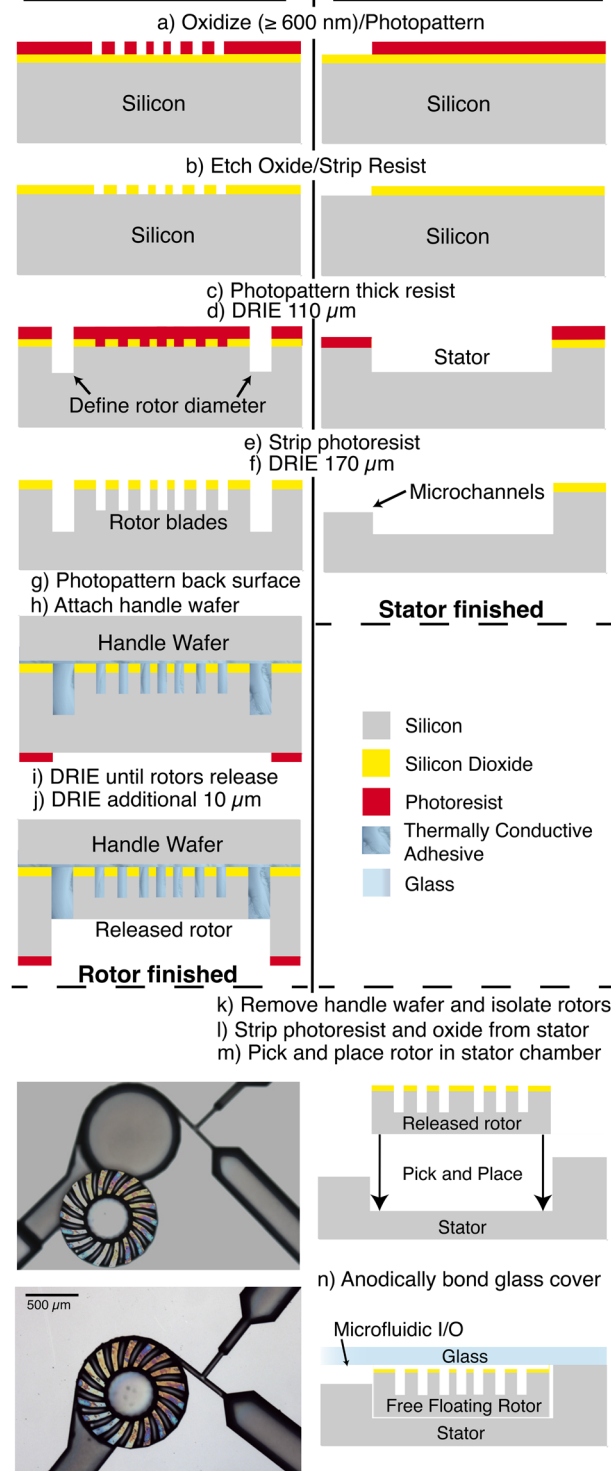 a) Oxidize (≥ 600 nm)/Photopattern
Silicon
Silicon
b) Etch Oxide/Strip Resist
Silicon
Silicon
c) Photopattern thick resist
d) DRIE 110 µm
Stator
Define rotor diameter
e) Strip photoresist
f) DRIE 170 µm
Microchannels
Rotor blades
g) Photopattern back surface
h) Attach handle wafer
Stator finished
Handle Wafer
i) DRIE until rotors release
j) DRIE additional 10 µm
Handle Wafer
Released rotor
Rotor finished
Silicon
Silicon Dioxide
Photoresist
Thermally Conductive
Adhesive
Glass
k) Remove handle wafer and isolate rotors
l) Strip photoresist and oxide from stator
m) Pick and place rotor in stator chamber
Released rotor
Pick and Place
Stator
n) Anodically bond glass cover
500 µm
Microfluidic I/O
Glass
Free Floating Rotor
Stator